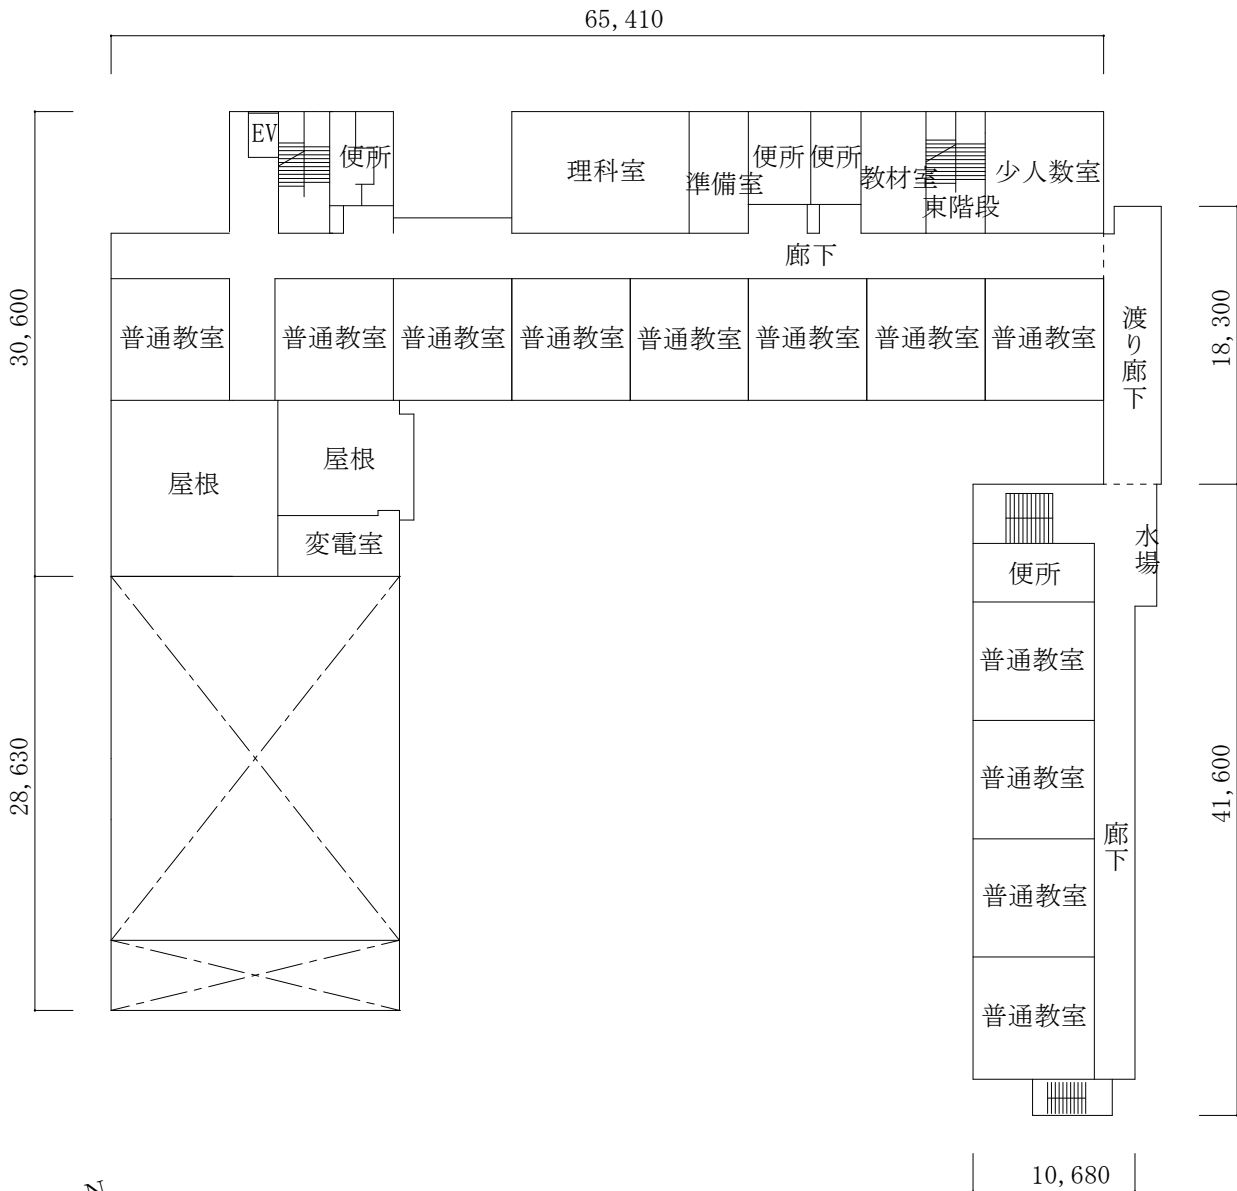 65,410
EV
便所
理科室
準備室
便所
便所
教材室
東階段
少人数室
廊下
30,600
普通教室
普通教室
普通教室
普通教室
普通教室
普通教室
普通教室
普通教室
渡り廊下
18,300
屋根
屋根
変電室
水場
便所
普通教室
28,630
普通教室
41,600
廊下
普通教室
普通教室
10,680
N